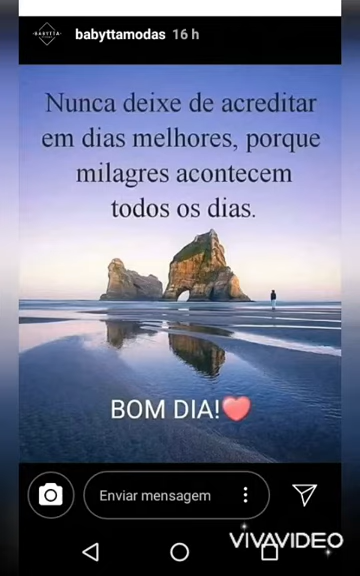 BABYTTA
babyttamodas 16 h
Nunca deixe de acreditar
em dias melhores, porque
milagres acontecem
todos os dias.
BOM DIA!
Enviar mensagem
VIVAVIDEO